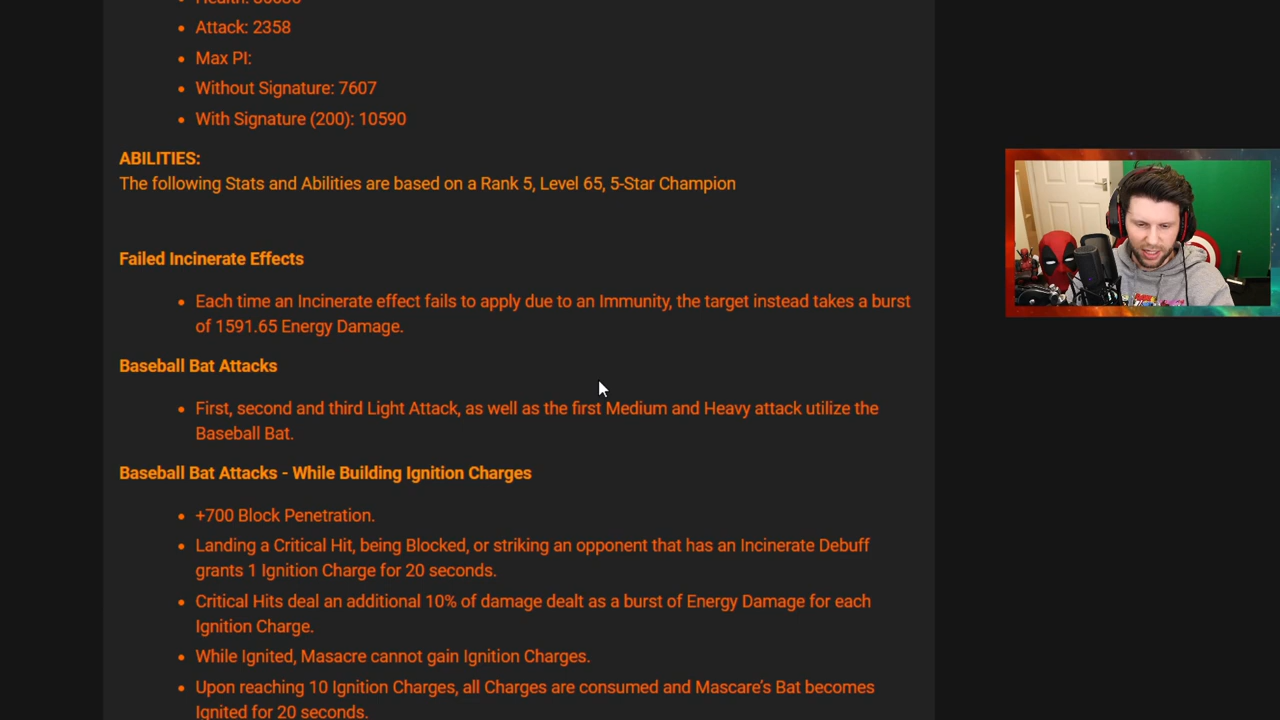 Attack: 2358
Max PI:
Without Signature: 7607
With Signature (200): 10590
ABILITIES:
The following Stats and Abilities are based on a Rank 5, Level 65, 5-Star Champion
Failed Incinerate Effects
Each time an Incinerate effect fails to apply due to an Immunity, the target instead takes a burst
of 1591.65 Energy Damage.
Baseball Bat Attacks
First, second and third Light Attack, as well as the first Medium and Heavy attack utilize the
Baseball Bat.
Baseball Bat Attacks - While Building Ignition Charges
+700 Block Penetration.
Landing a Critical Hit, being Blocked, or striking an opponent that has an Incinerate Debuff
grants 1 Ignition Charge for 20 seconds.
Critical Hits deal an additional 10% of damage dealt as a burst of Energy Damage for each
Ignition Charge.
While Ignited, Masacre cannot gain Ignition Charges.
Upon reaching 10 Ignition Charges, all Charges are consumed and Mascare's Bat becomes
Ignited for 20 seconds.